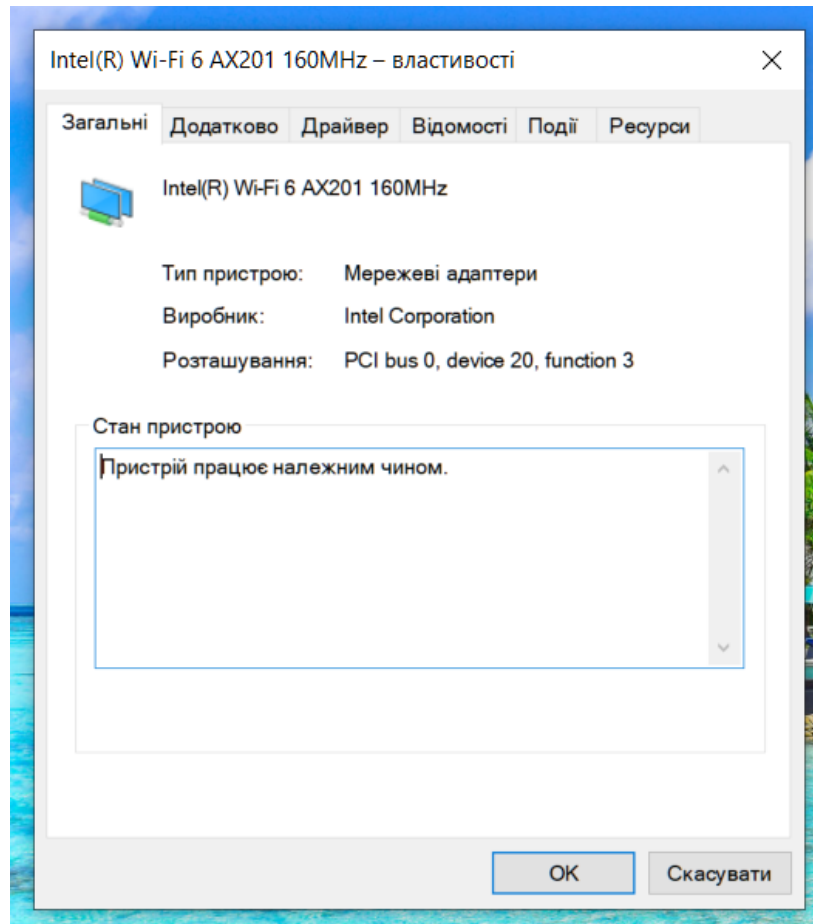 Intel(R) Wi-Fi 6 AX201 160MHz – властивості
Загальні Додатково Драйвер Відомості Події Ресурси
Intel(R) Wi-Fi 6 AX201 160MHz
Тип пристрою: Мережеві адаптери
Виробник: Intel Corporation
Розташування: PCI bus 0, device 20, function 3
Стан пристрою
Пристрій працює належним чином.
OK Скасувати